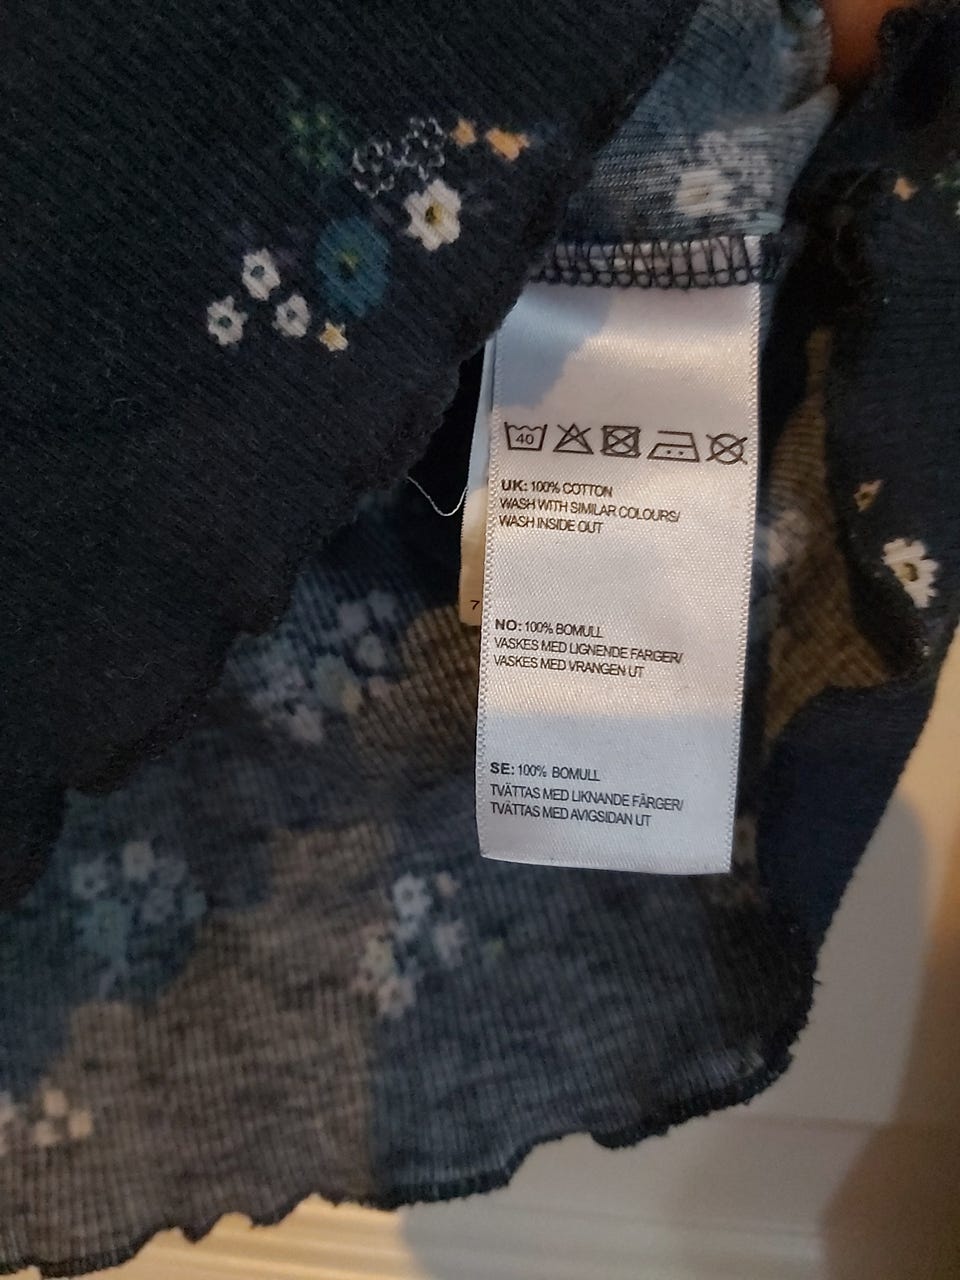 40
UK: 100% COTTON
WASH WITH SIMILAR COLOURS/
WASH INSIDE OUT
7
NO: 100% BOMULL
VASKES MED LIGNENDE FARGER/
VASKES MED VRANGEN UT
SE: 100% BOMULL
TVÄTTAS MED LIKNANDE FÄRGER/
TVÄTTAS MED AVIGSIDAN UT